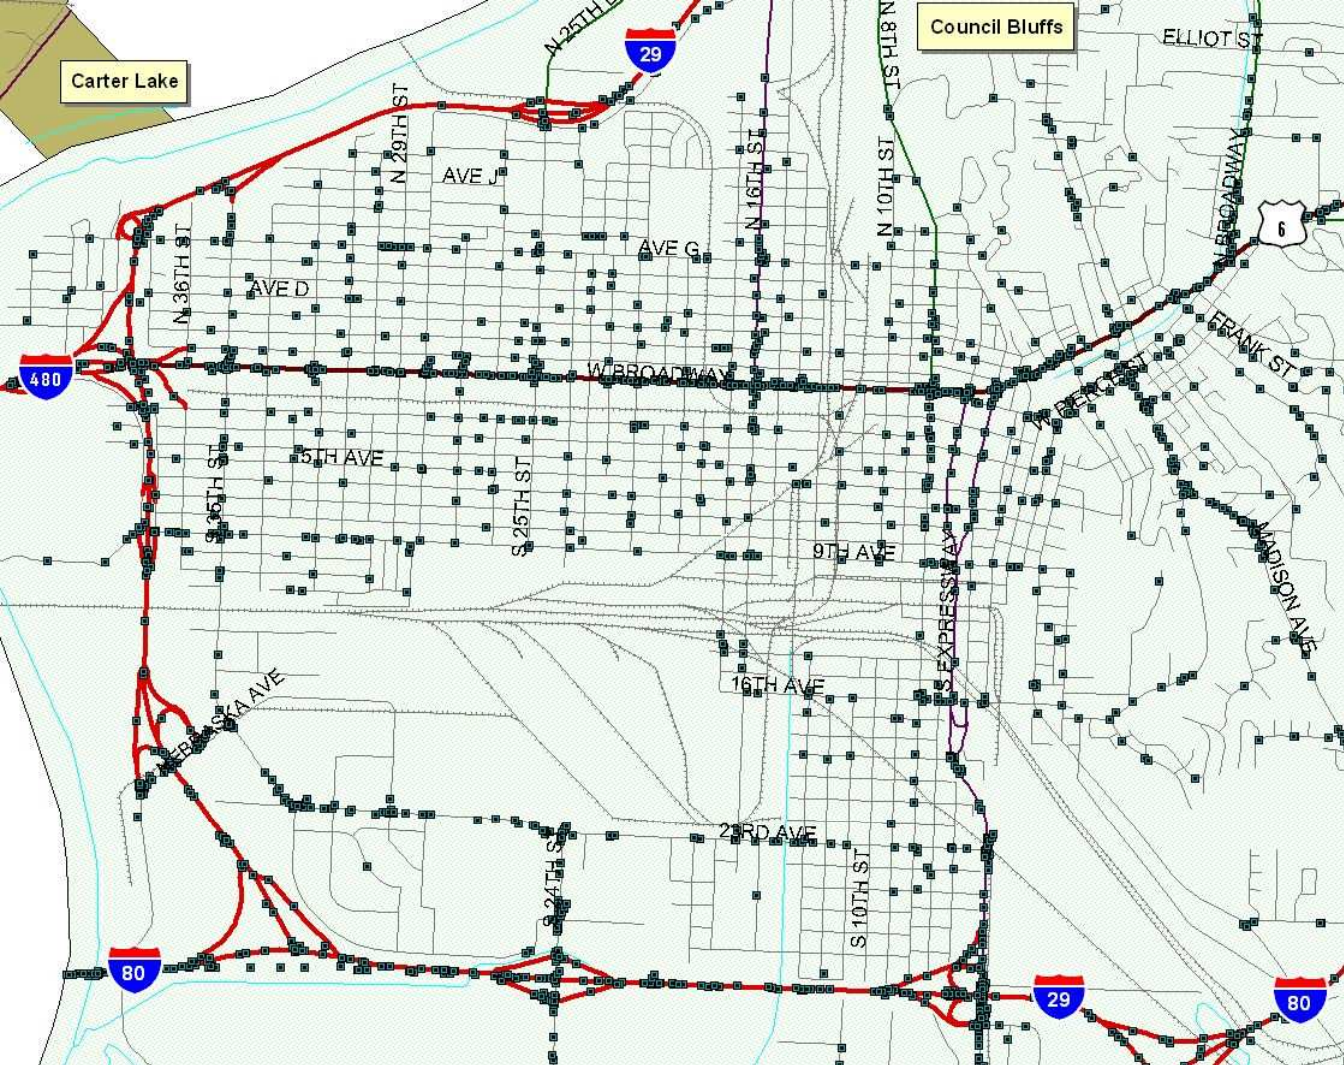 N 25TH
29
Council Bluffs
N 8TH ST
ELLIOT ST
Carter Lake
N 29TH ST
AVE J
N 16TH ST
N 10TH ST
N BROADWAY
6
N 36TH ST
AVE G
AVE D
480
W BROADWAY
W PIERCE ST
FRANK ST
5TH AVE
S 35TH ST
S 25TH ST
9TH AVE
S EXPRESSWAY
MADISON AVE
16TH AVE
NEBRASKA AVE
23RD AVE
S 24TH ST
S 10TH ST
80
29
80